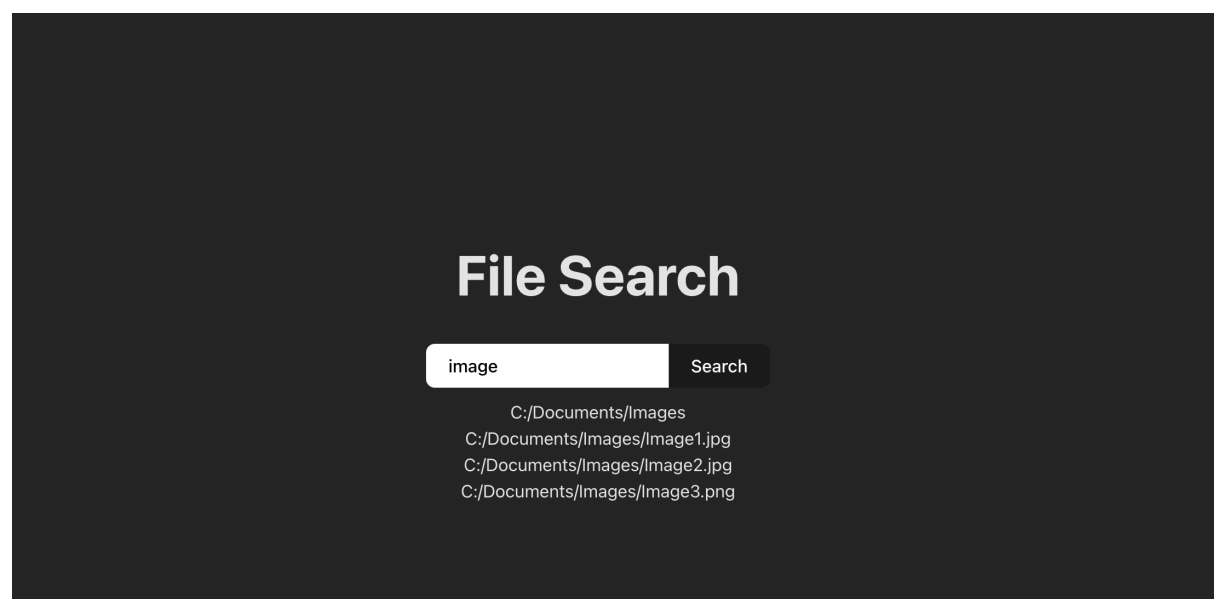 File Search
image Search
C:/Documents/Images
C:/Documents/Images/Image1.jpg
C:/Documents/Images/Image2.jpg
C:/Documents/Images/Image3.png